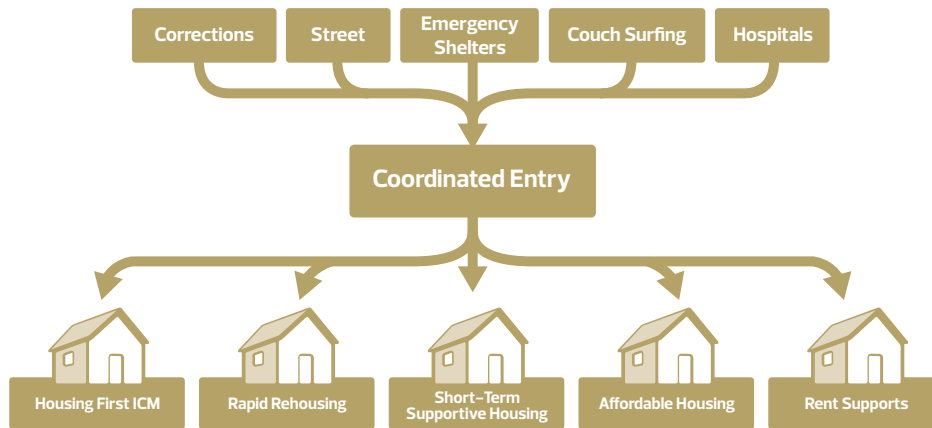 Corrections
Street
Emergency
Shelters
Couch Surfing
Hospitals
Coordinated Entry
Housing First ICM
Rapid Rehousing
Short-Term
Supportive Housing
Affordable Housing
Rent Supports